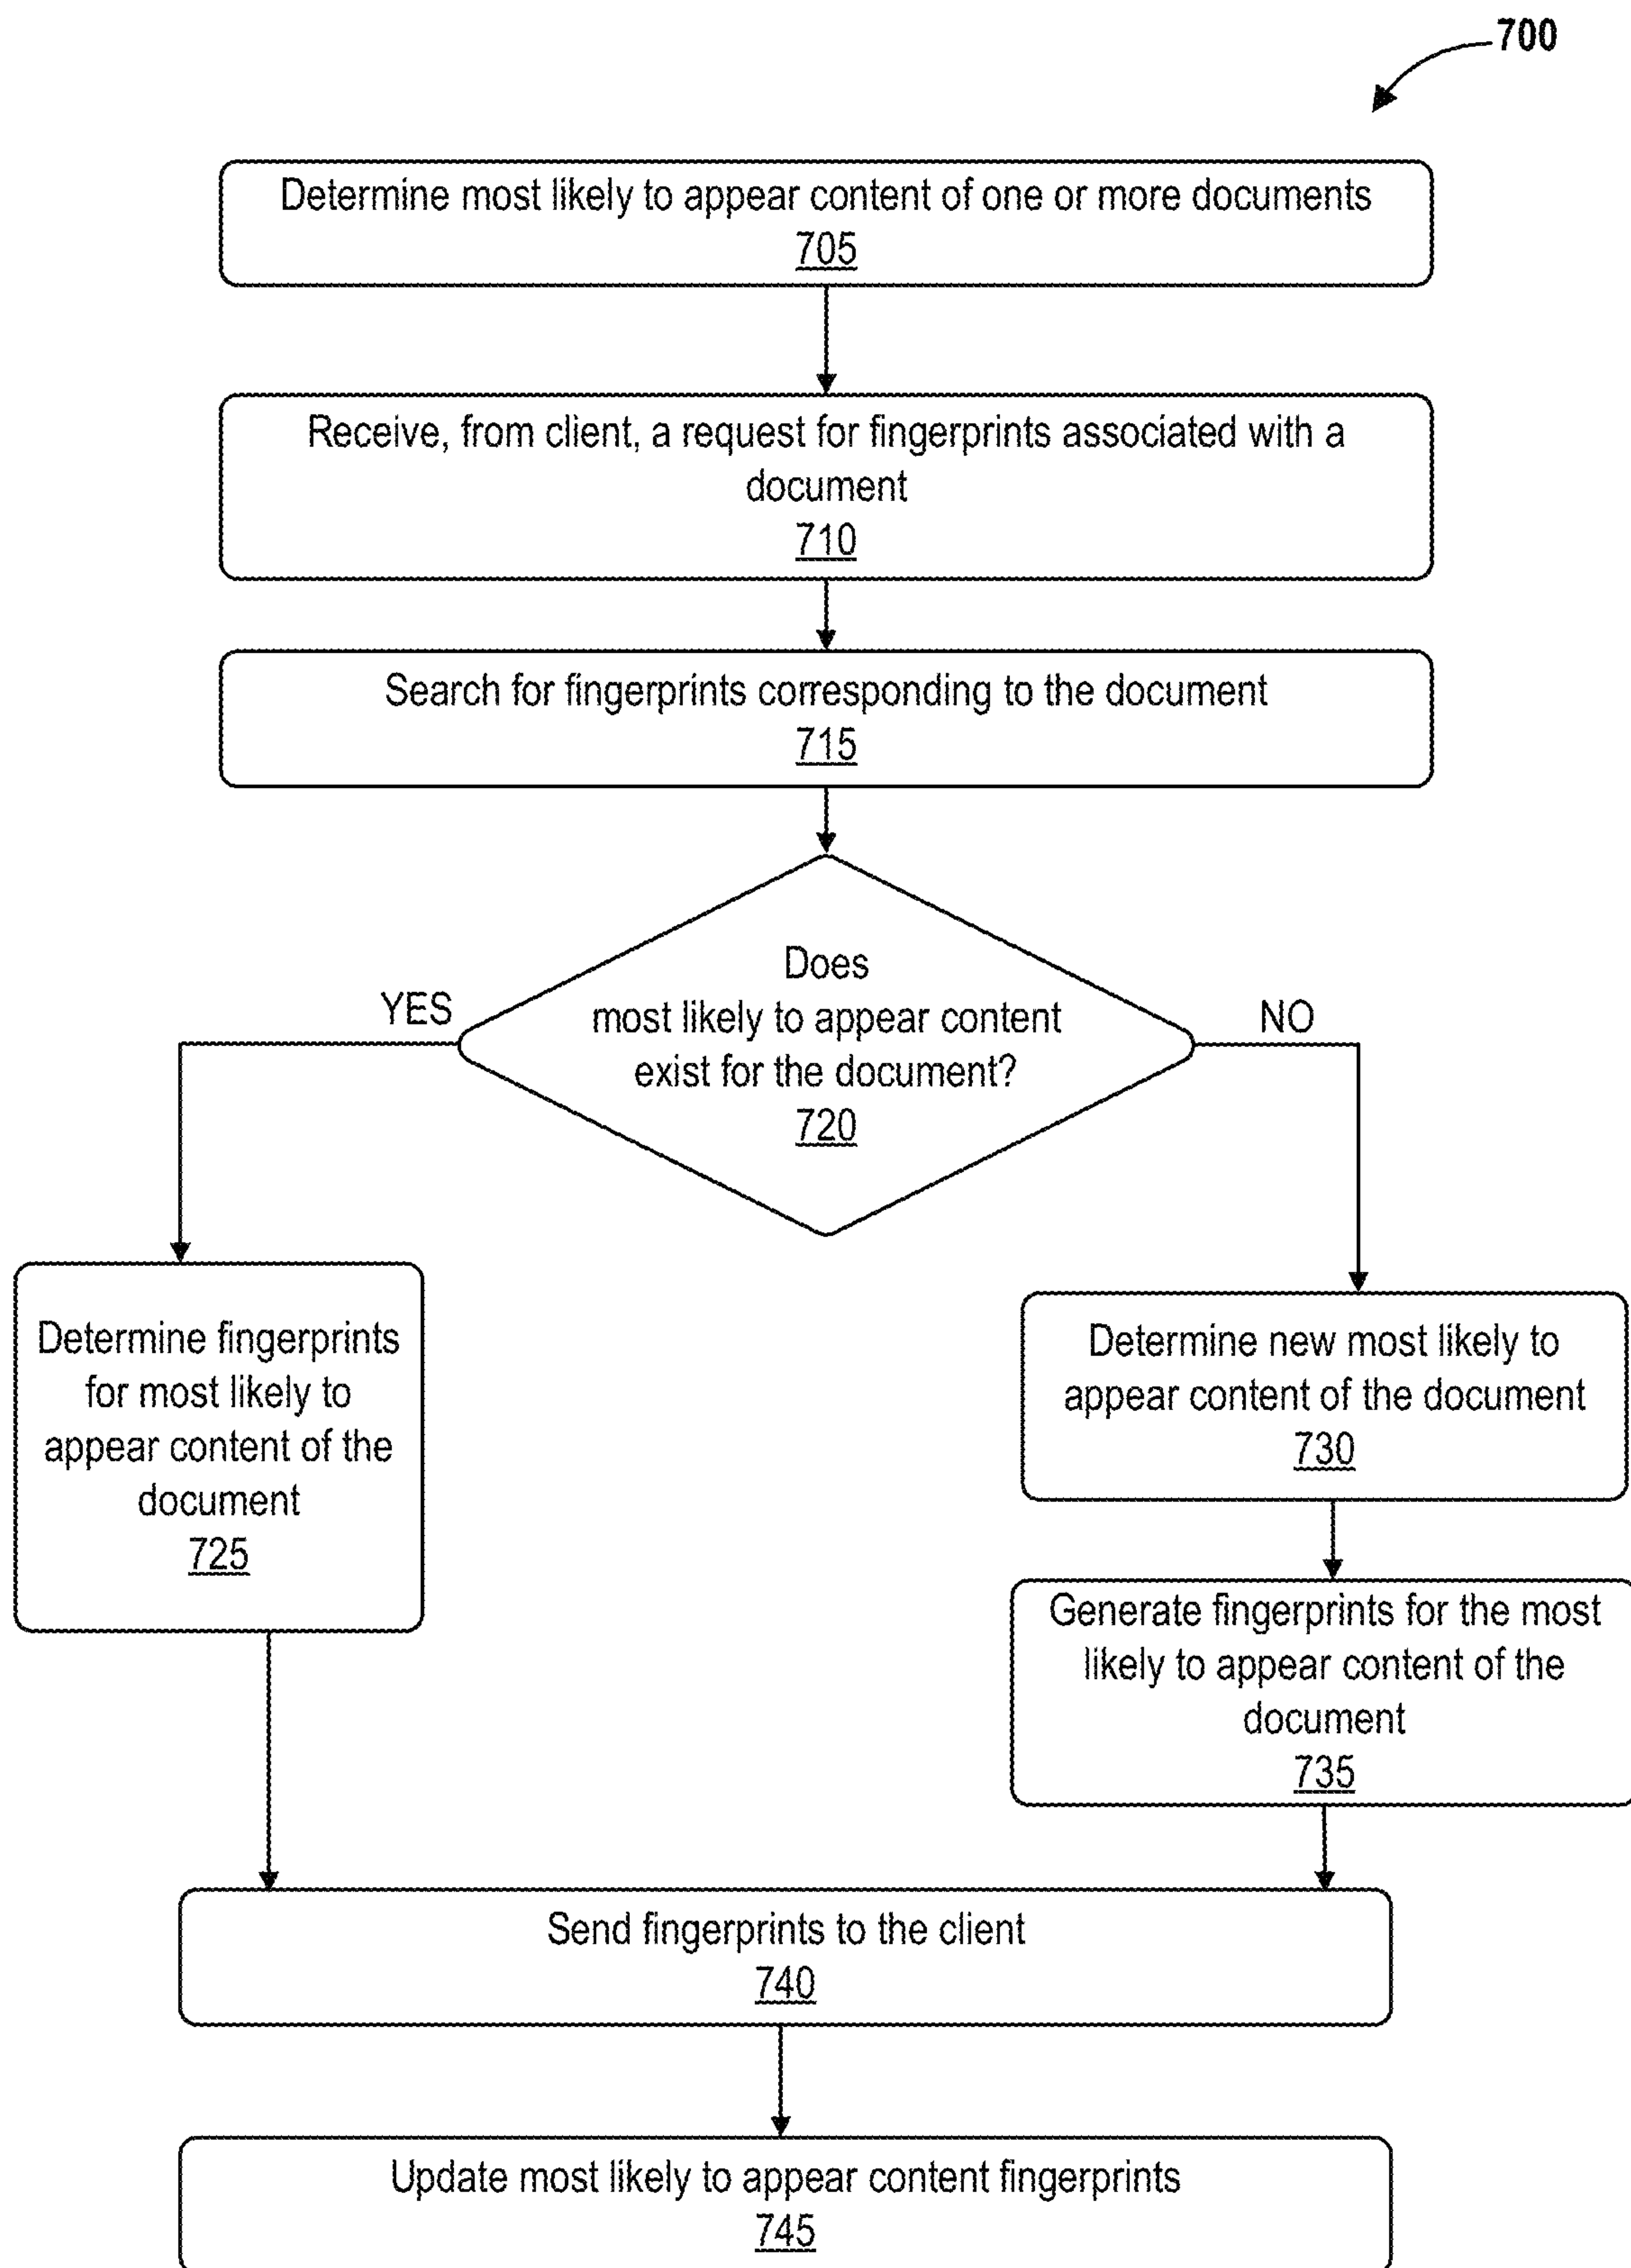 700
Determine most likely to appear content of one or more documents
705
Receive, from client, a request for fingerprints associated with a
document
710
Search for fingerprints corresponding to the document
715
Does
most likely to appear content
exist for the document?
720
YES
NO
Determine fingerprints
for most likely to
appear content of the
document
725
Determine new most likely to
appear content of the document
730
Generate fingerprints for the most
likely to appear content of the
document
735
Send fingerprints to the client
740
Update most likely to appear content fingerprints
745